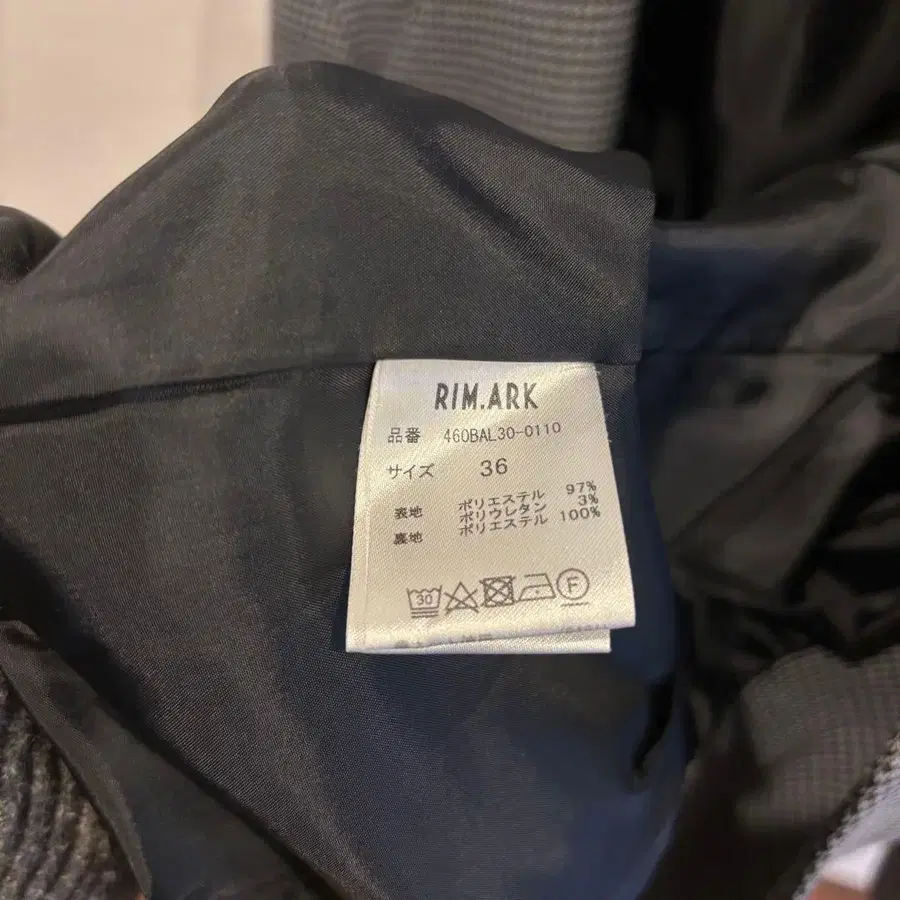 RIM.ARK
品番 460BAL30-0110
サイズ 36
表地 ポリエステル 97%
ポリウレタン 3%
裏地 ポリエステル 100%
30 F